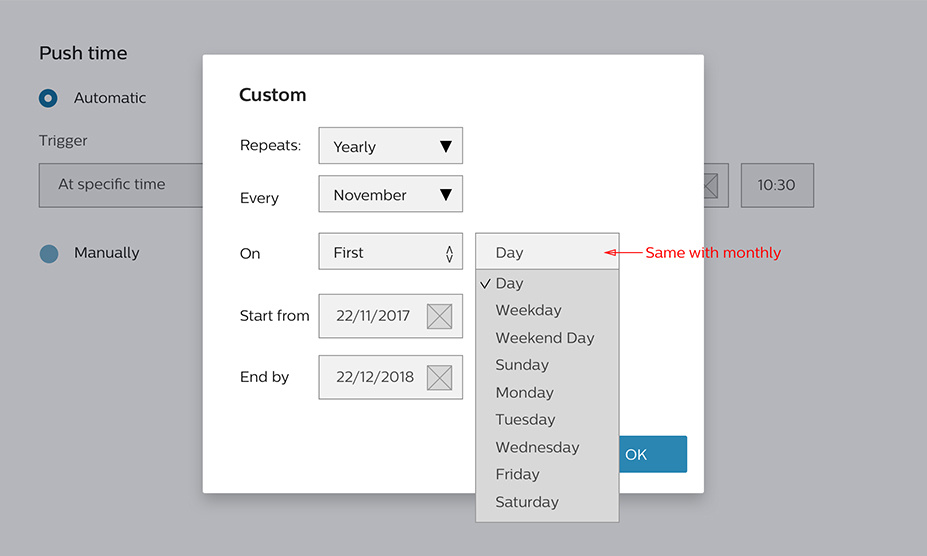 Push time
Automatic
Trigger
At specific time
10:30
Manually
Custom
Repeats: Yearly
Every November
On First Day
Same with monthly
Day
Weekday
Weekend Day
Sunday
Monday
Tuesday
Wednesday
Friday
Saturday
Start from 22/11/2017
End by 22/12/2018
OK